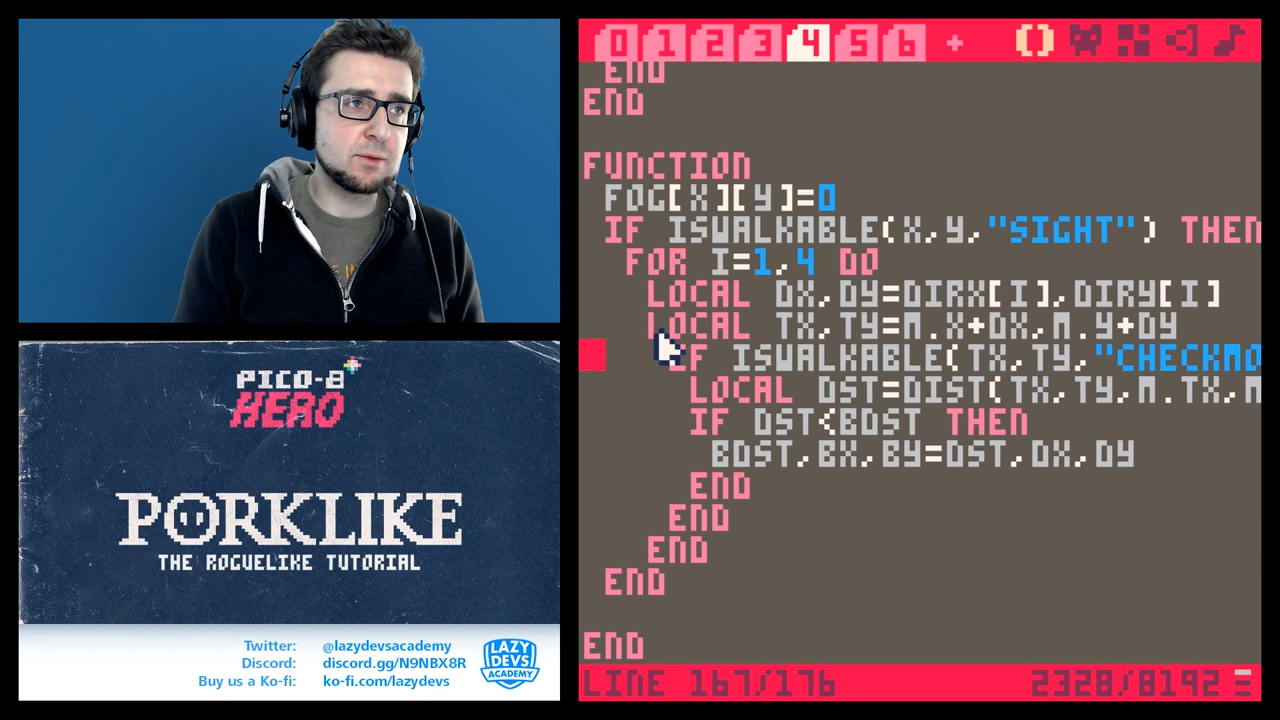 0 1 2 3 4 5 6 +
END
END
FUNCTION
FOG[X][Y]=0
IF ISWALKABLE(X,Y,"SIGHT") THEN
FOR I=1,4 DO
LOCAL DX,DY=DIRX[I],DIRY[I]
LOCAL TX,TY=M.X+DX,M.Y+DY
IF ISWALKABLE(TX,TY,"CHECKMO
LOCAL DST=DIST(TX,TY,M.TX,M
IF DST<BDST THEN
BDST,BX,BY=DST,DX,DY
END
END
END
END
END
LINE 167/176 2328/8192
PICO-8
HERO
PORKLIKE
THE ROGUELIKE TUTORIAL
Twitter: @lazydevsacademy
Discord: discord.gg/N9NBX8R
Buy us a Ko-fi: ko-fi.com/lazydevs
LAZY
DEVS
ACADEMY